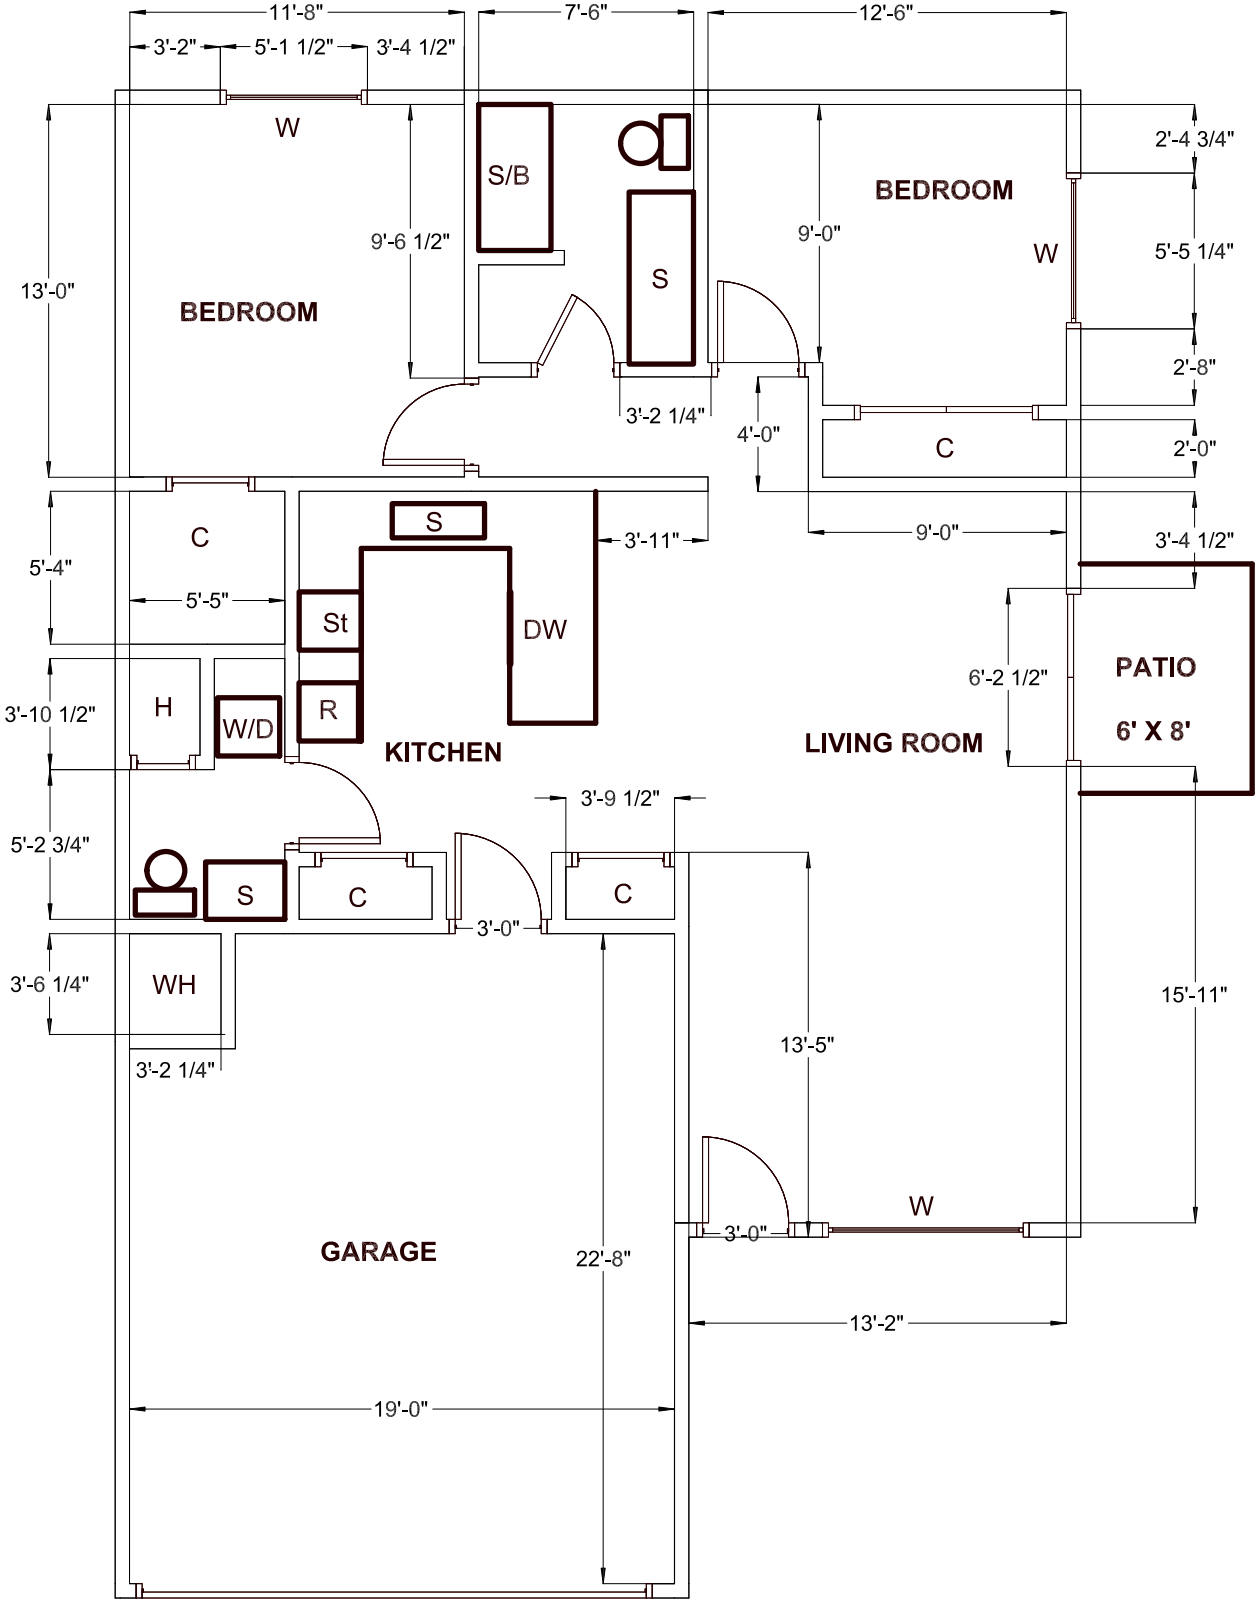 11'-8"
7'-6"
12'-6"
3'-2"
5'-1 1/2"
3'-4 1/2"
W
2'-4 3/4"
S/B
BEDROOM
9'-6 1/2"
9'-0"
W
5'-5 1/4"
13'-0"
S
BEDROOM
2'-8"
3'-2 1/4"
4'-0"
C
2'-0"
S
C
3'-11"
9'-0"
3'-4 1/2"
5'-4"
5'-5"
St
DW
PATIO
6'-2 1/2"
H
R
3'-10 1/2"
W/D
6' X 8'
KITCHEN
LIVING ROOM
3'-9 1/2"
5'-2 3/4"
S
C
C
3'-0"
3'-6 1/4"
WH
15'-11"
13'-5"
3'-2 1/4"
W
3'-0"
GARAGE
22'-8"
13'-2"
19'-0"